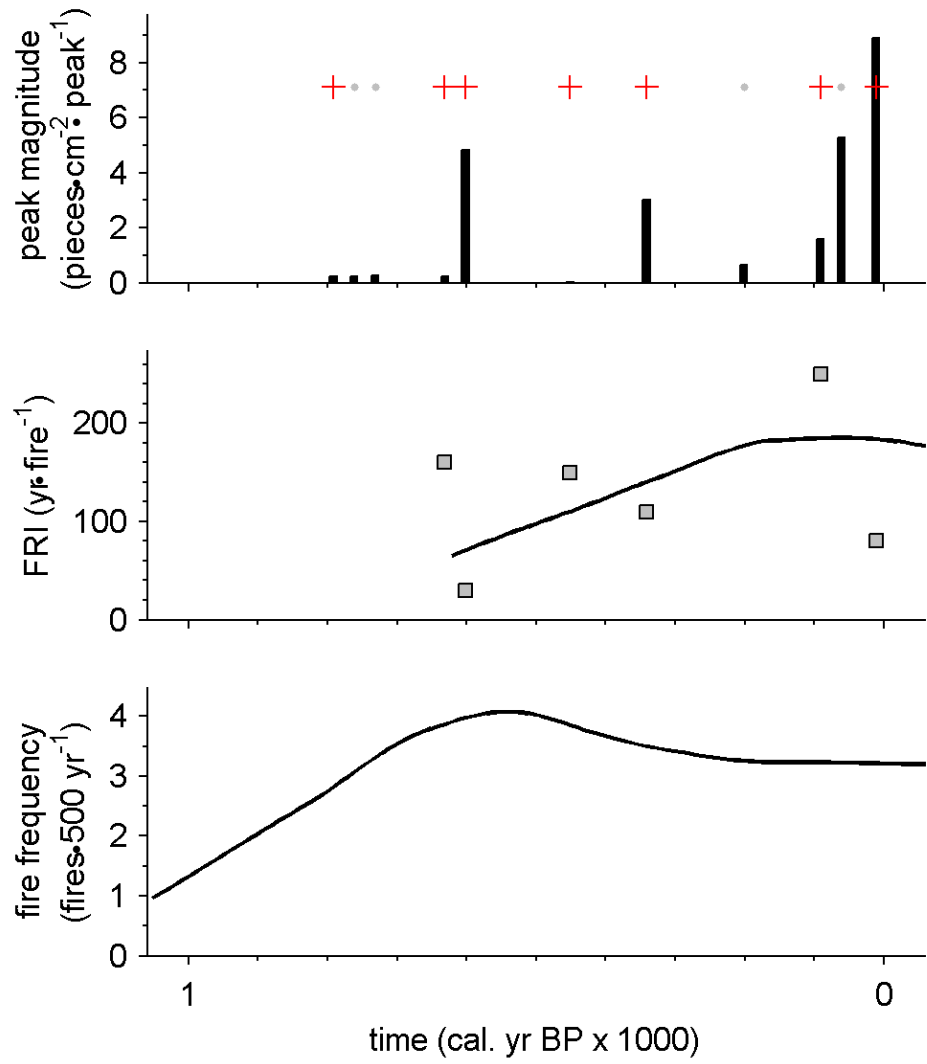 peak magnitude
(pieces•cm⁻²• peak⁻¹)
8
6
4
2
0
FRI (yr•fire⁻¹)
200
100
0
fire frequency
(fires•500 yr⁻¹)
4
3
2
1
0
1
0
time (cal. yr BP x 1000)